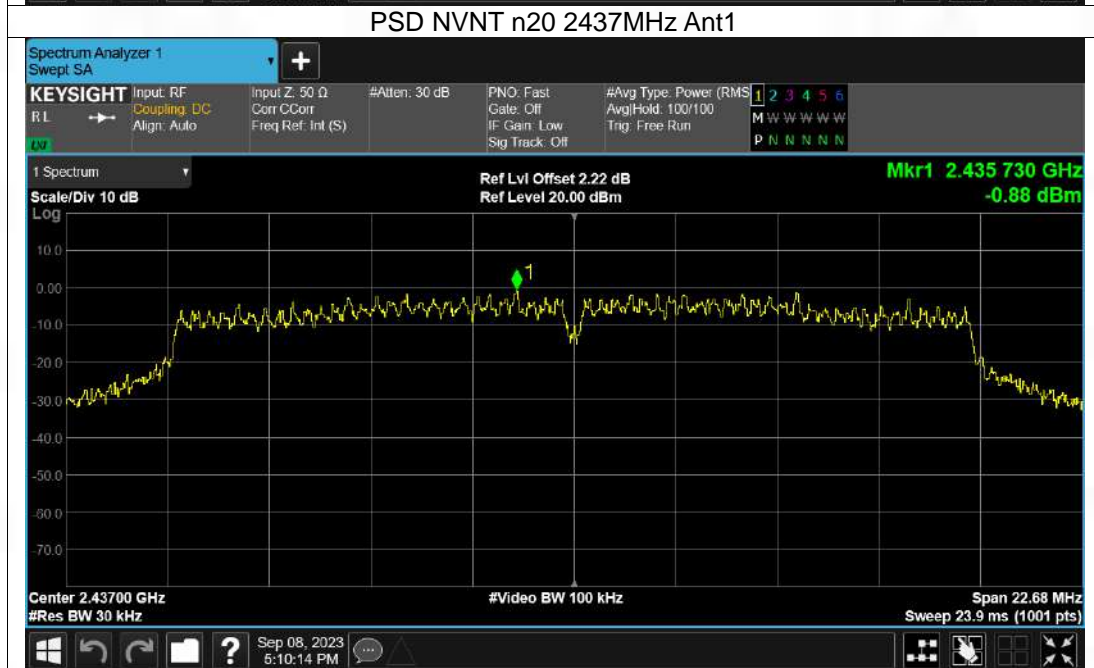 PSD NVNT n20 2437MHz Ant1
Spectrum Analyzer 1
Swept SA
+
KEYSIGHT
RL
LXI
Input: RF
Coupling: DC
Align: Auto
Input Z: 50 Ω
Corr CCorr
Freq Ref: Int (S)
#Atten: 30 dB
PNO: Fast
Gate: Off
IF Gain: Low
Sig Track: Off
#Avg Type: Power (RMS
Avg|Hold: 100/100
Trig: Free Run
1 2 3 4 5 6
M W W W W W
P N N N N N
1 Spectrum
Scale/Div 10 dB
Log
Ref Lvl Offset 2.22 dB
Ref Level 20.00 dBm
Mkr1 2.435 730 GHz
-0.88 dBm
10.0
0.00
-10.0
-20.0
-30.0
-40.0
-50.0
-60.0
-70.0
1
Center 2.43700 GHz
#Res BW 30 kHz
#Video BW 100 kHz
Span 22.68 MHz
Sweep 23.9 ms (1001 pts)
?
Sep 08, 2023
5:10:14 PM